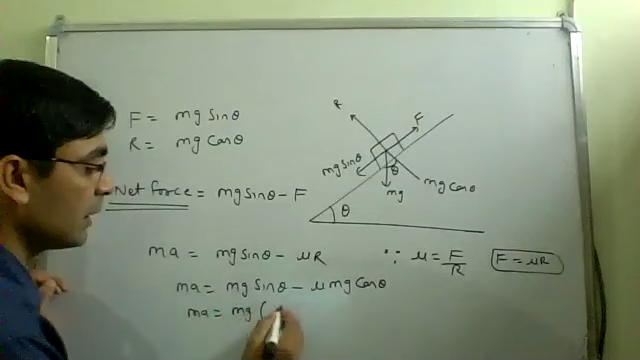 F = mg Sinθ
R = mg Cosθ
Net force = mg Sinθ - F
ma = mg Sinθ - μR
∵ μ = F/R
F = μR
ma = mg Sinθ - μ mg Cosθ
ma = mg (
R
F
mg Sinθ
θ
mg
mg Cosθ
θ